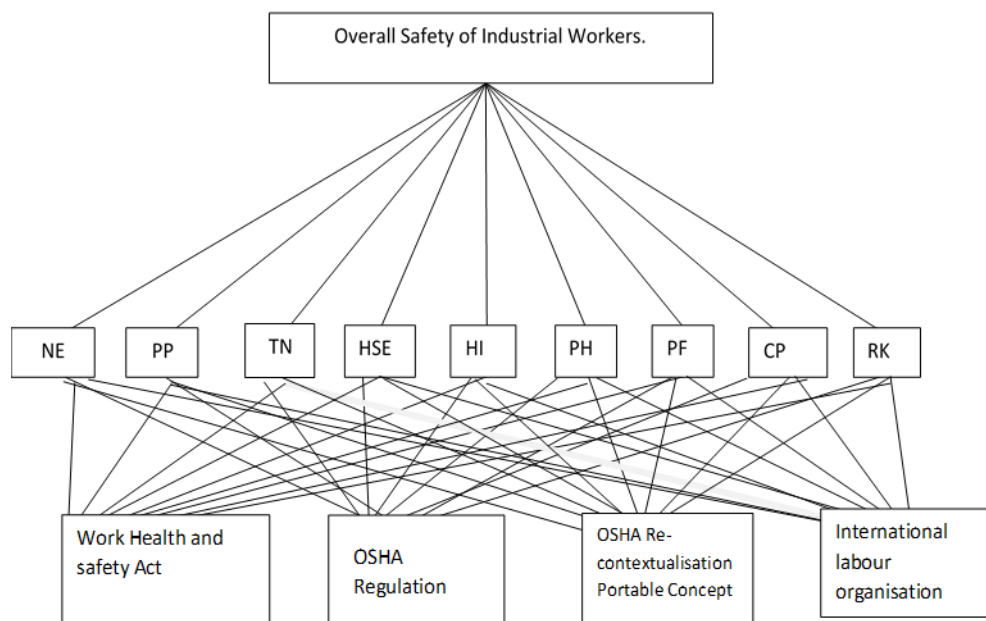 Overall Safety of Industrial Workers.
NE
PP
TN
HSE
HI
PH
PF
CP
RK
Work Health and
safety Act
OSHA
Regulation
OSHA Re-
contextualisation
Portable Concept
International
labour
organisation